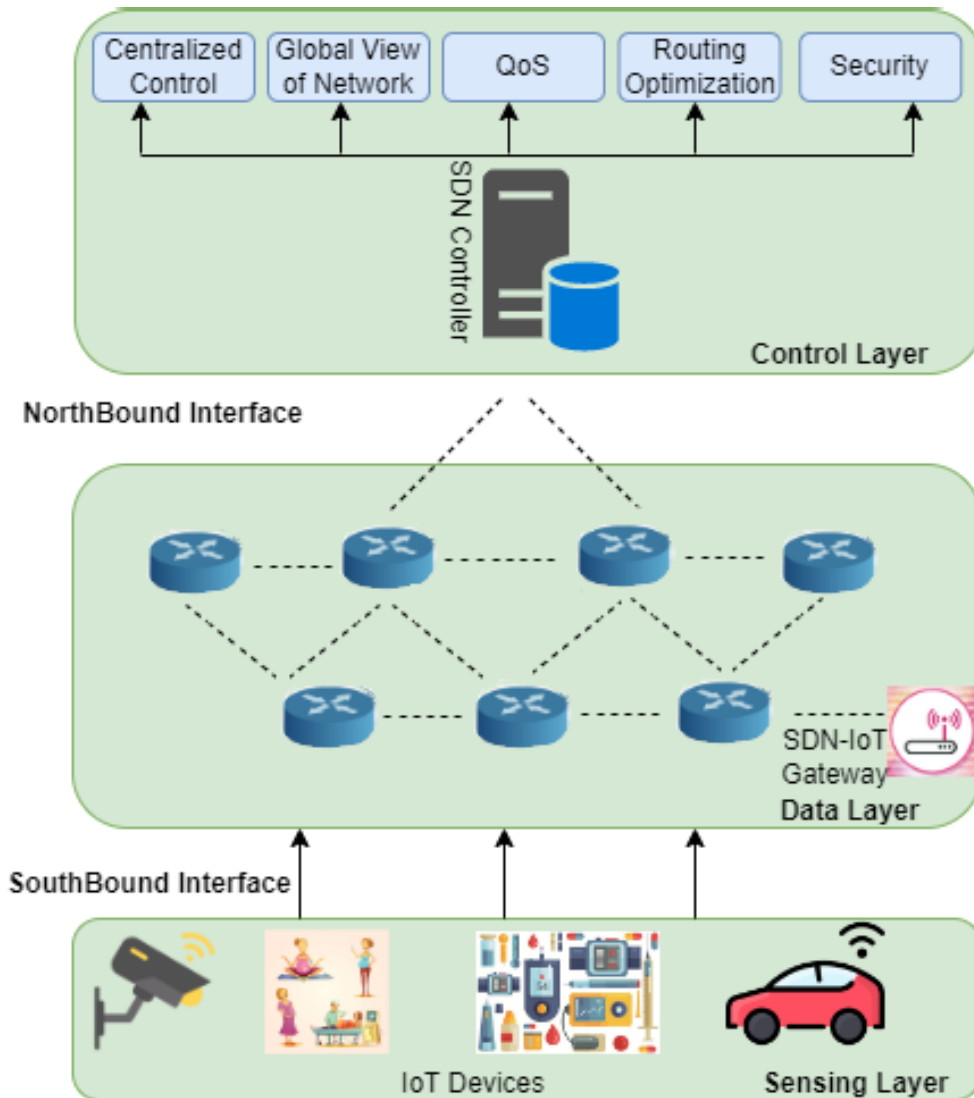 Centralized
Control
Global View
of Network
QoS
Routing
Optimization
Security
SDN Controller
Control Layer
NorthBound Interface
SDN-IoT
Gateway
Data Layer
SouthBound Interface
IoT Devices
Sensing Layer